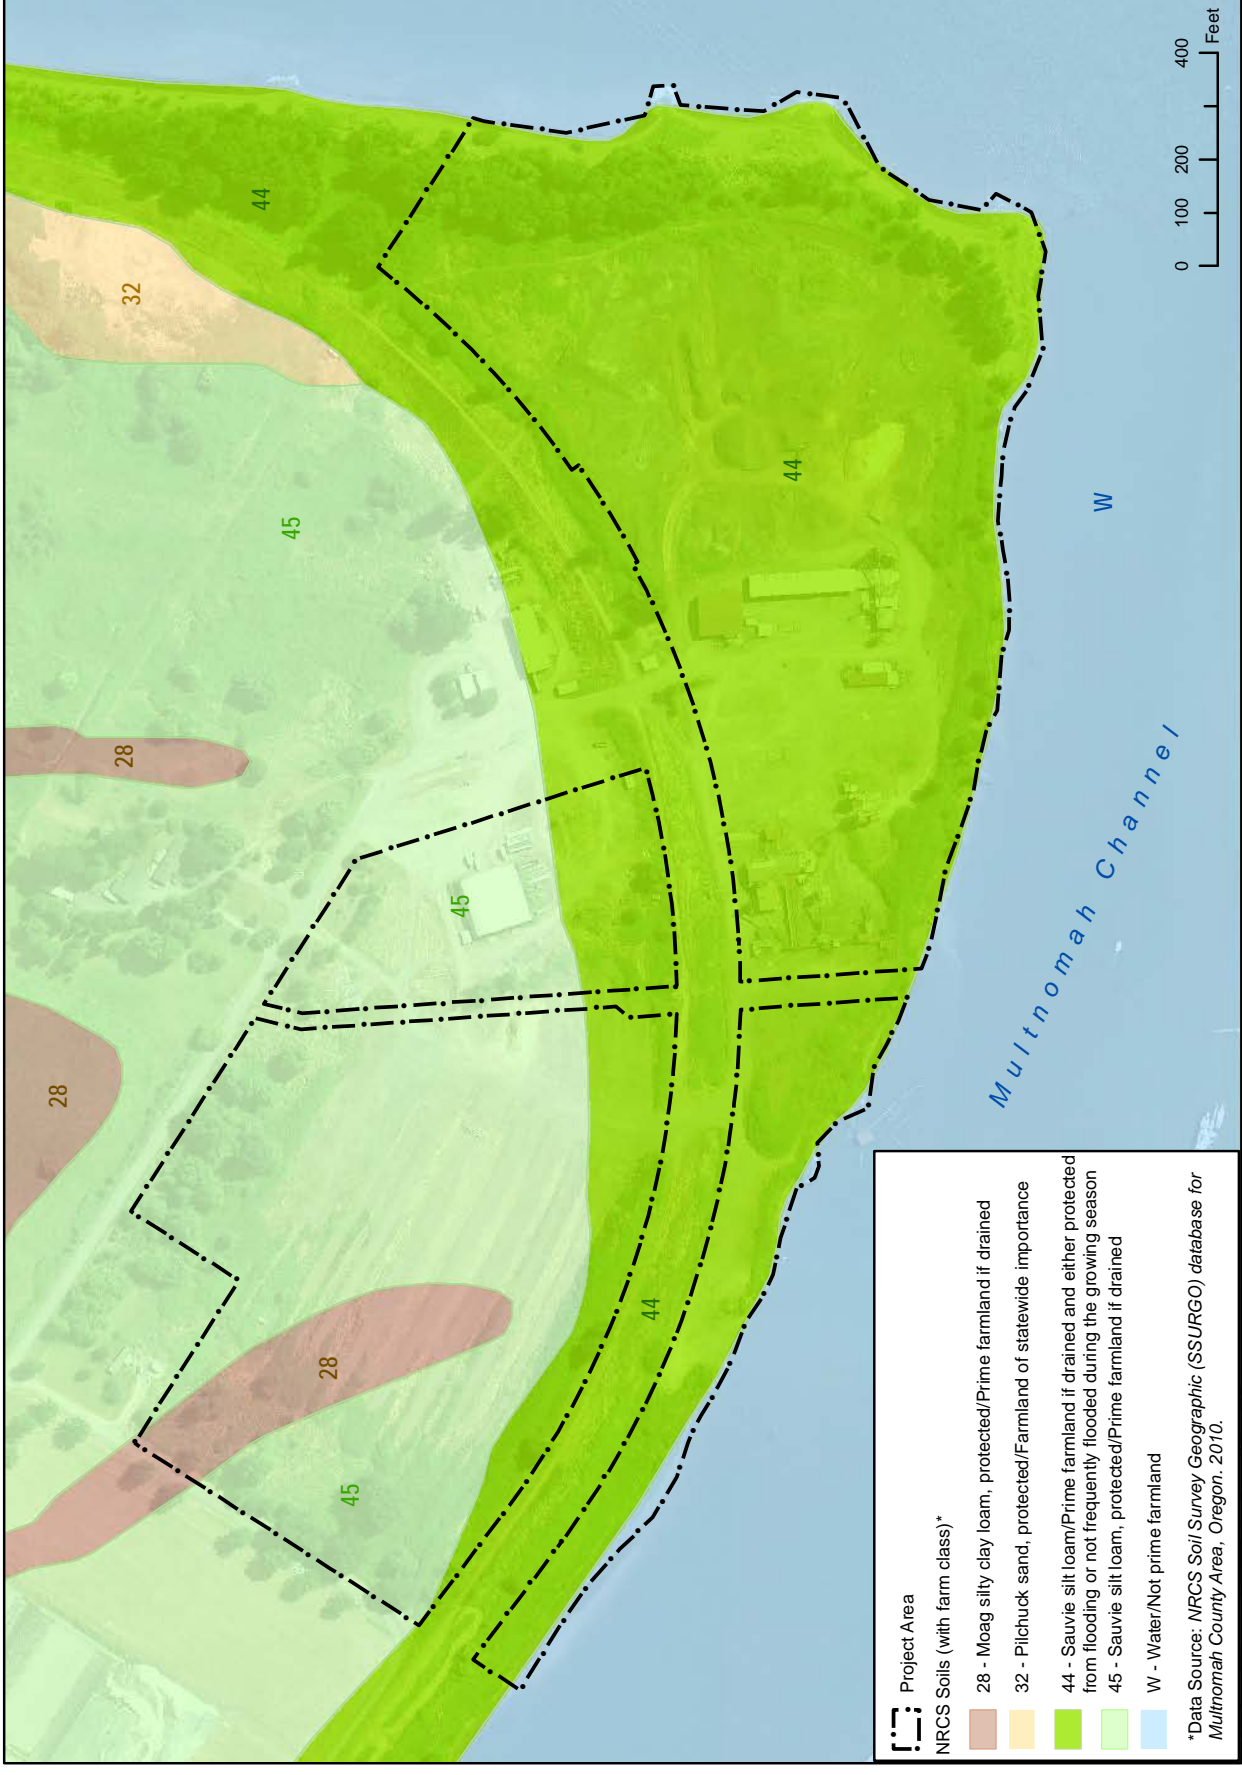 28
28
28
32
44
45
45
45
44
44
W
Multnomah Channel
0 100 200 400
Feet
Project Area
NRCS Soils (with farm class)*
28 - Moag silty clay loam, protected/Prime farmland if drained
32 - Pilchuck sand, protected/Farmland of statewide importance
44 - Sauvie silt loam/Prime farmland if drained and either protected
from flooding or not frequently flooded during the growing season
45 - Sauvie silt loam, protected/Prime farmland if drained
W - Water/Not prime farmland
*Data Source: NRCS Soil Survey Geographic (SSURGO) database for
Multnomah County Area, Oregon. 2010.